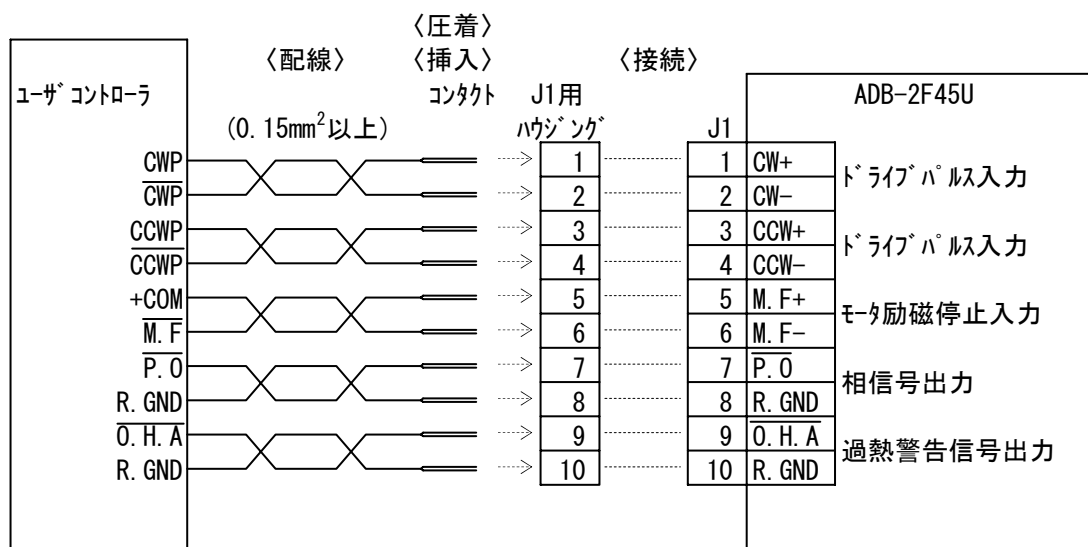 〈圧着〉
〈配線〉 〈挿入〉 〈接続〉
ﾕｰｻﾞｺﾝﾄﾛｰﾗ ｺﾝﾀｸﾄ J1用 ADB-2F45U
(0.15mm²以上) ﾊｳｼﾞﾝｸﾞ J1
CWP 1 1 CW+
ﾄﾞﾗｲﾌﾞﾊﾟﾙｽ入力
C̅W̅P̅ 2 2 CW-
CCWP 3 3 CCW+
ﾄﾞﾗｲﾌﾞﾊﾟﾙｽ入力
C̅C̅W̅P̅ 4 4 CCW-
+COM 5 5 M.F+
ﾓｰﾀ励磁停止入力
M̅.̅F̅ 6 6 M.F-
P̅.̅O̅ 7 7 P̅.̅O̅
相信号出力
R.GND 8 8 R.GND
O̅.̅H̅.̅A̅ 9 9 O̅.̅H̅.̅A̅
過熱警告信号出力
R.GND 10 10 R.GND